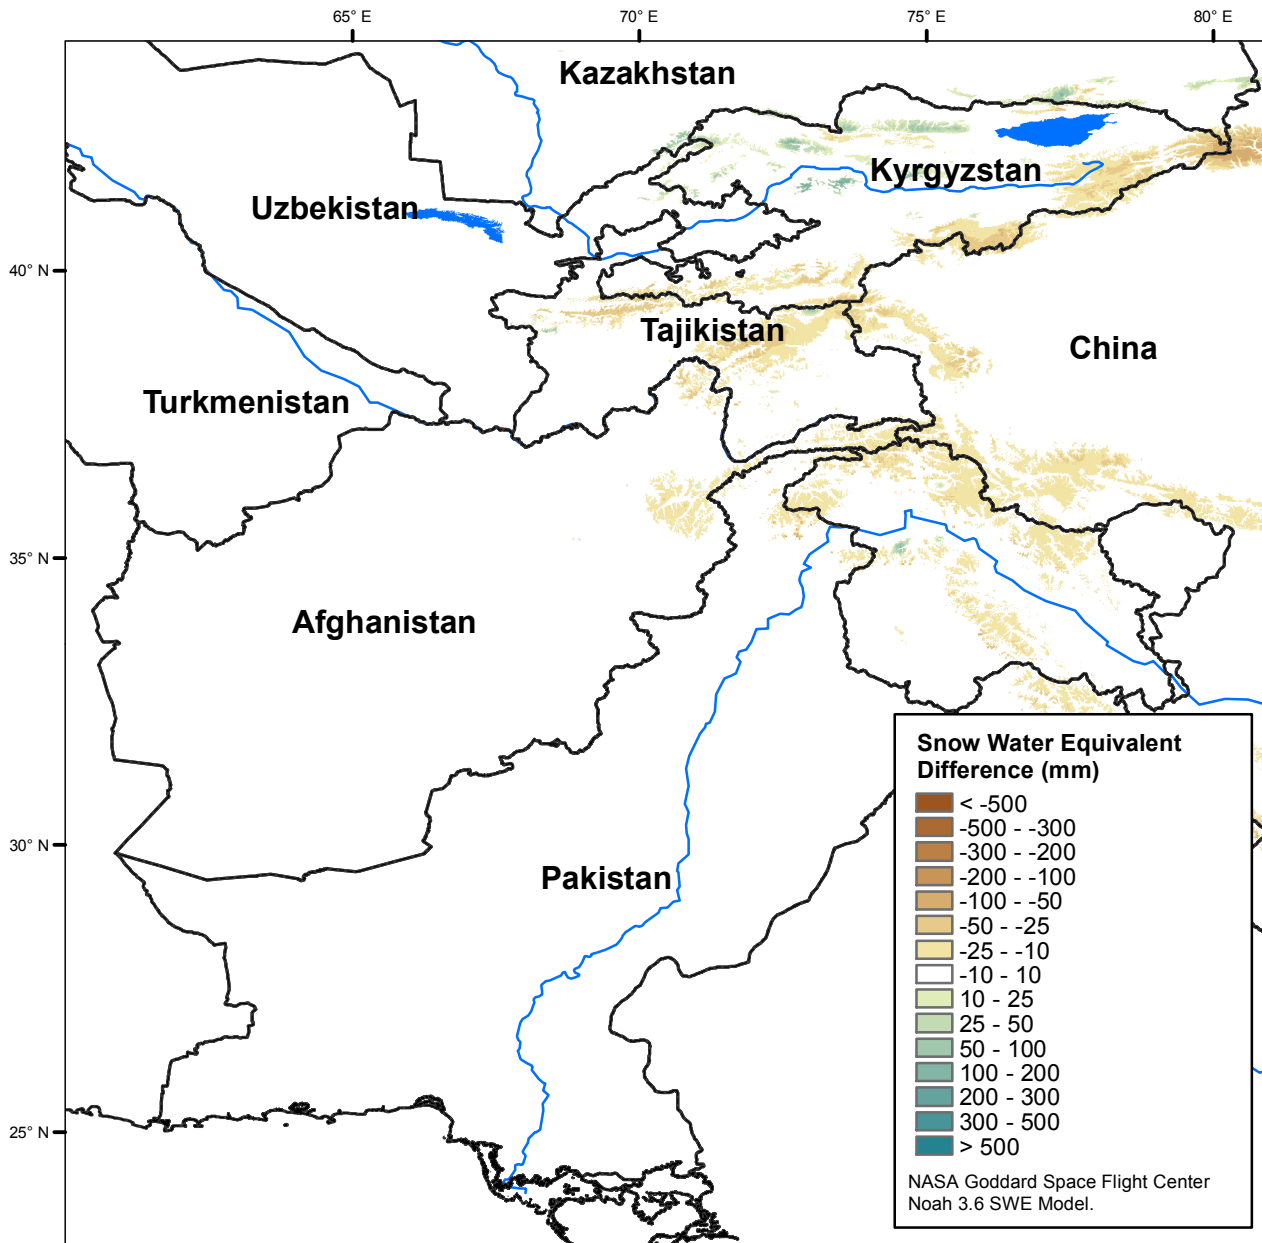 65° E
70° E
75° E
80° E
Kazakhstan
Kyrgyzstan
Uzbekistan
40° N
Tajikistan
China
Turkmenistan
35° N
Afghanistan
30° N
Pakistan
25° N
Snow Water Equivalent
Difference (mm)
< -500
-500 - -300
-300 - -200
-200 - -100
-100 - -50
-50 - -25
-25 - -10
-10 - 10
10 - 25
25 - 50
50 - 100
100 - 200
200 - 300
300 - 500
> 500
NASA Goddard Space Flight Center
Noah 3.6 SWE Model.